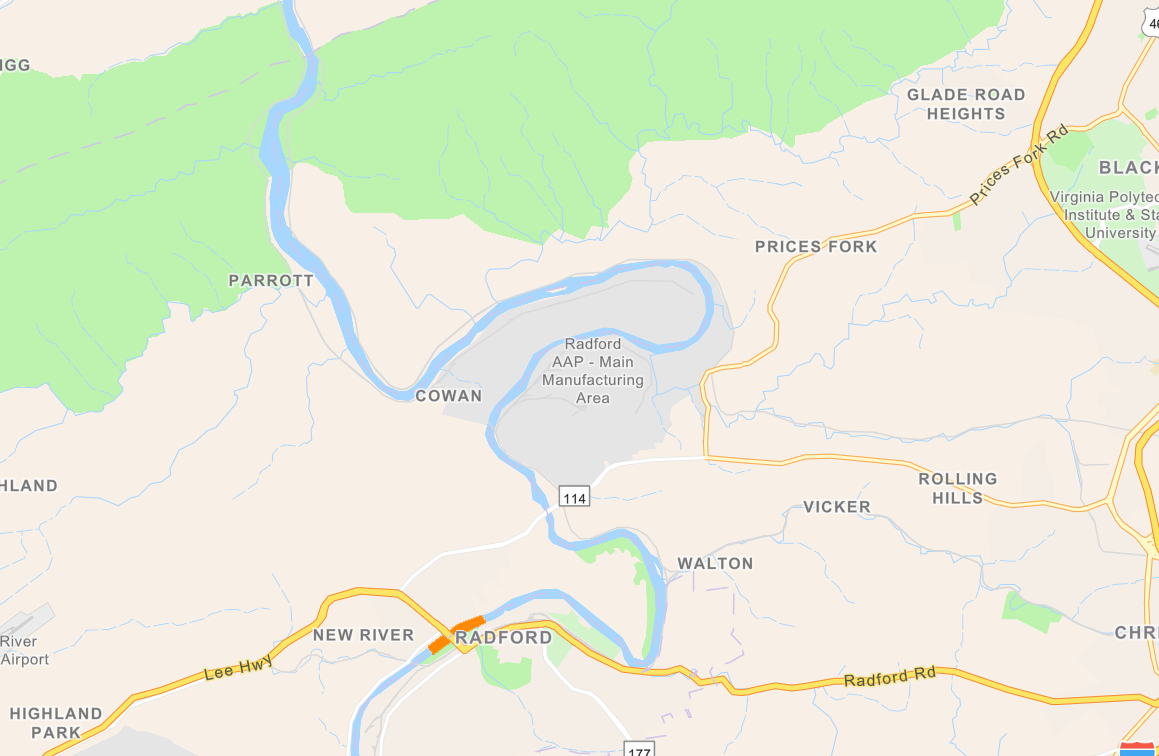 IGG
GLADE ROAD
HEIGHTS
Prices Fork Rd
BLACK
Virginia Polytec
Institute & Sta
University
PRICES FORK
PARROTT
Radford
AAP - Main
Manufacturing
Area
COWAN
HLAND
114
ROLLING
HILLS
VICKER
WALTON
NEW RIVER
RADFORD
CHRI
River
Airport
Lee Hwy
Radford Rd
HIGHLAND
PARK
177